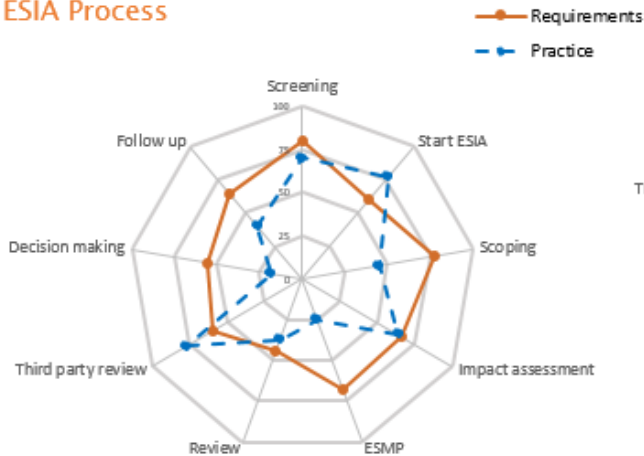 ESIA Process
Requirements
Practice
Screening
100
Follow up
75
Start ESIA
50
T
25
Decision making
Scoping
0
Third party review
Impact assessment
Review
ESMP